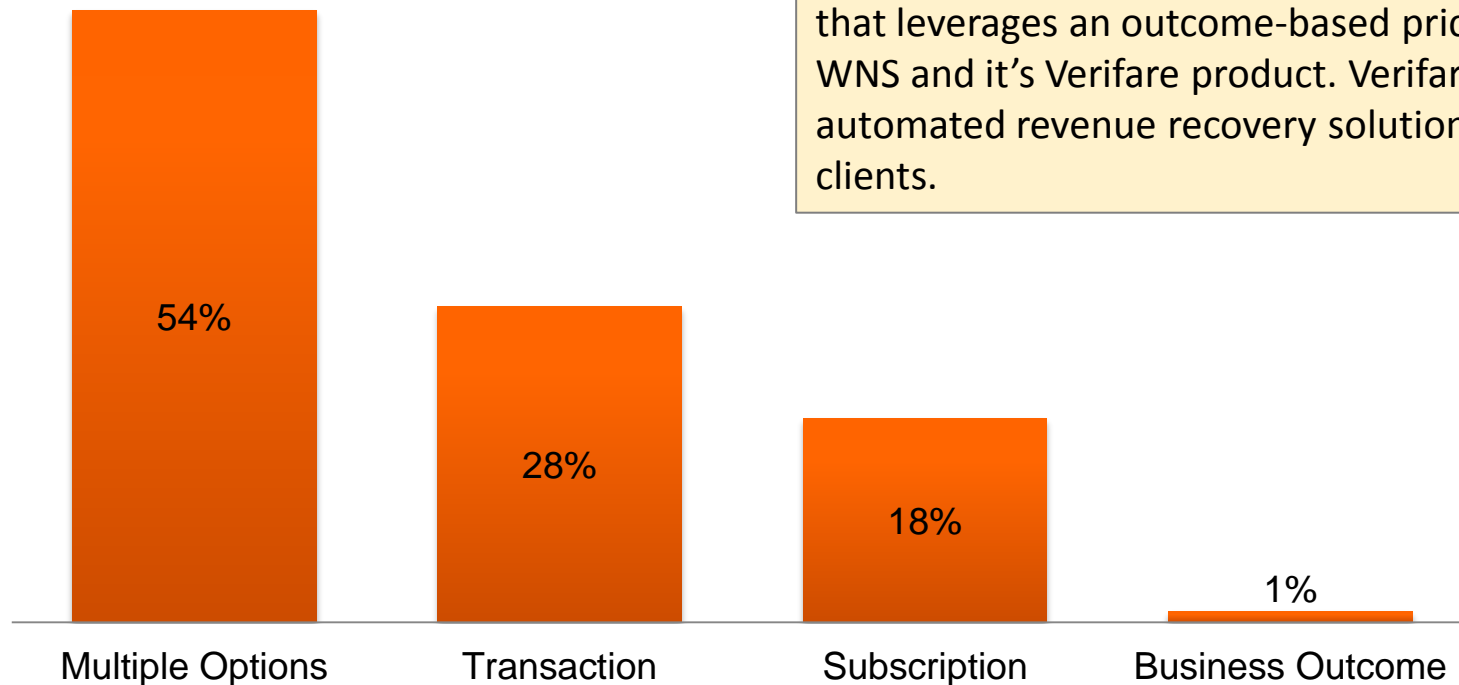 that leverages an outcome-based
WNS and it's Verifare product.
automated revenue recovery
clients.
54%
28%
18%
1%
Multiple Options
Transaction
Subscription
Business Outcome